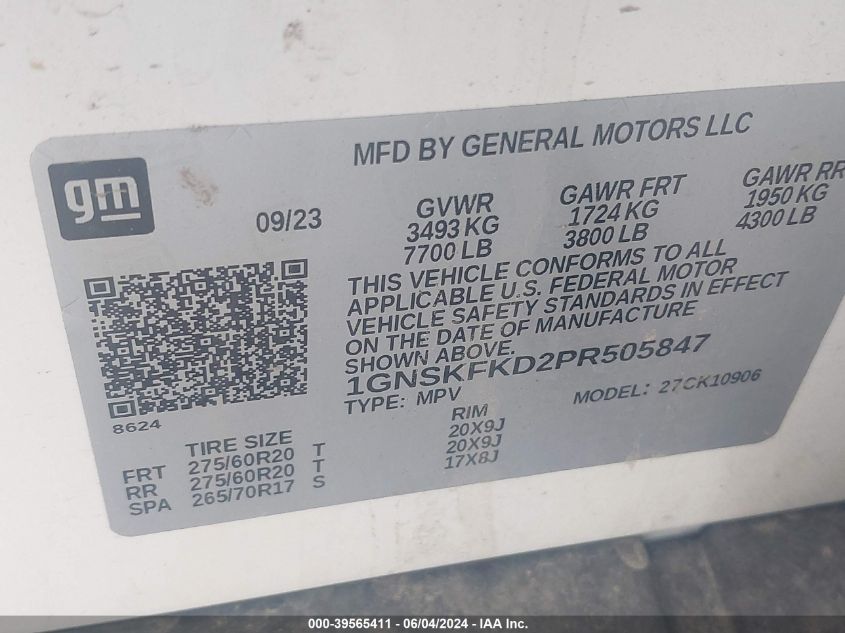 MFD BY GENERAL MOTORS LLC
gm
09/23
GVWR GAWR FRT GAWR RR
3493 KG 1724 KG 1950 KG
7700 LB 3800 LB 4300 LB
THIS VEHICLE CONFORMS TO ALL
APPLICABLE U.S. FEDERAL MOTOR
VEHICLE SAFETY STANDARDS IN EFFECT
ON THE DATE OF MANUFACTURE
SHOWN ABOVE.
1GNSKFKD2PR505847
TYPE: MPV MODEL: 27CK10906
8624
TIRE SIZE RIM
FRT 275/60R20 T 20X9J
RR 275/60R20 T 20X9J
SPA 265/70R17 S 17X8J
000-39565411 - 06/04/2024 - IAA Inc.